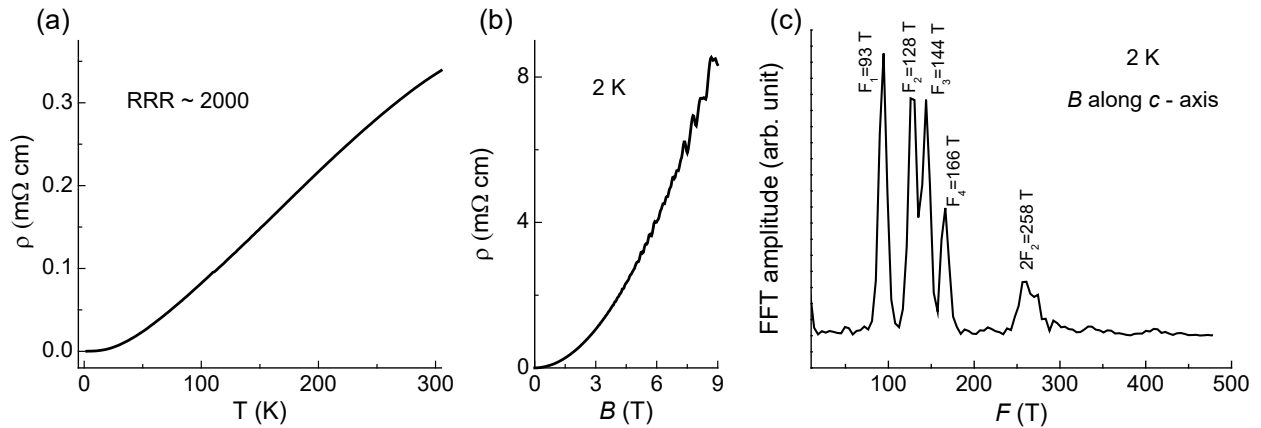 (a)
RRR ~ 2000
ρ (mΩ cm)
0.3
0.2
0.1
0.0
0
100
200
300
T (K)
(b)
2 K
ρ (mΩ cm)
8
4
0
0
3
6
9
B (T)
(c)
F₁=93 T
F₂=128 T
F₃=144 T
F₄=166 T
2F₂=258 T
2 K
B along c - axis
FFT amplitude (arb. unit)
100
200
300
400
500
F (T)